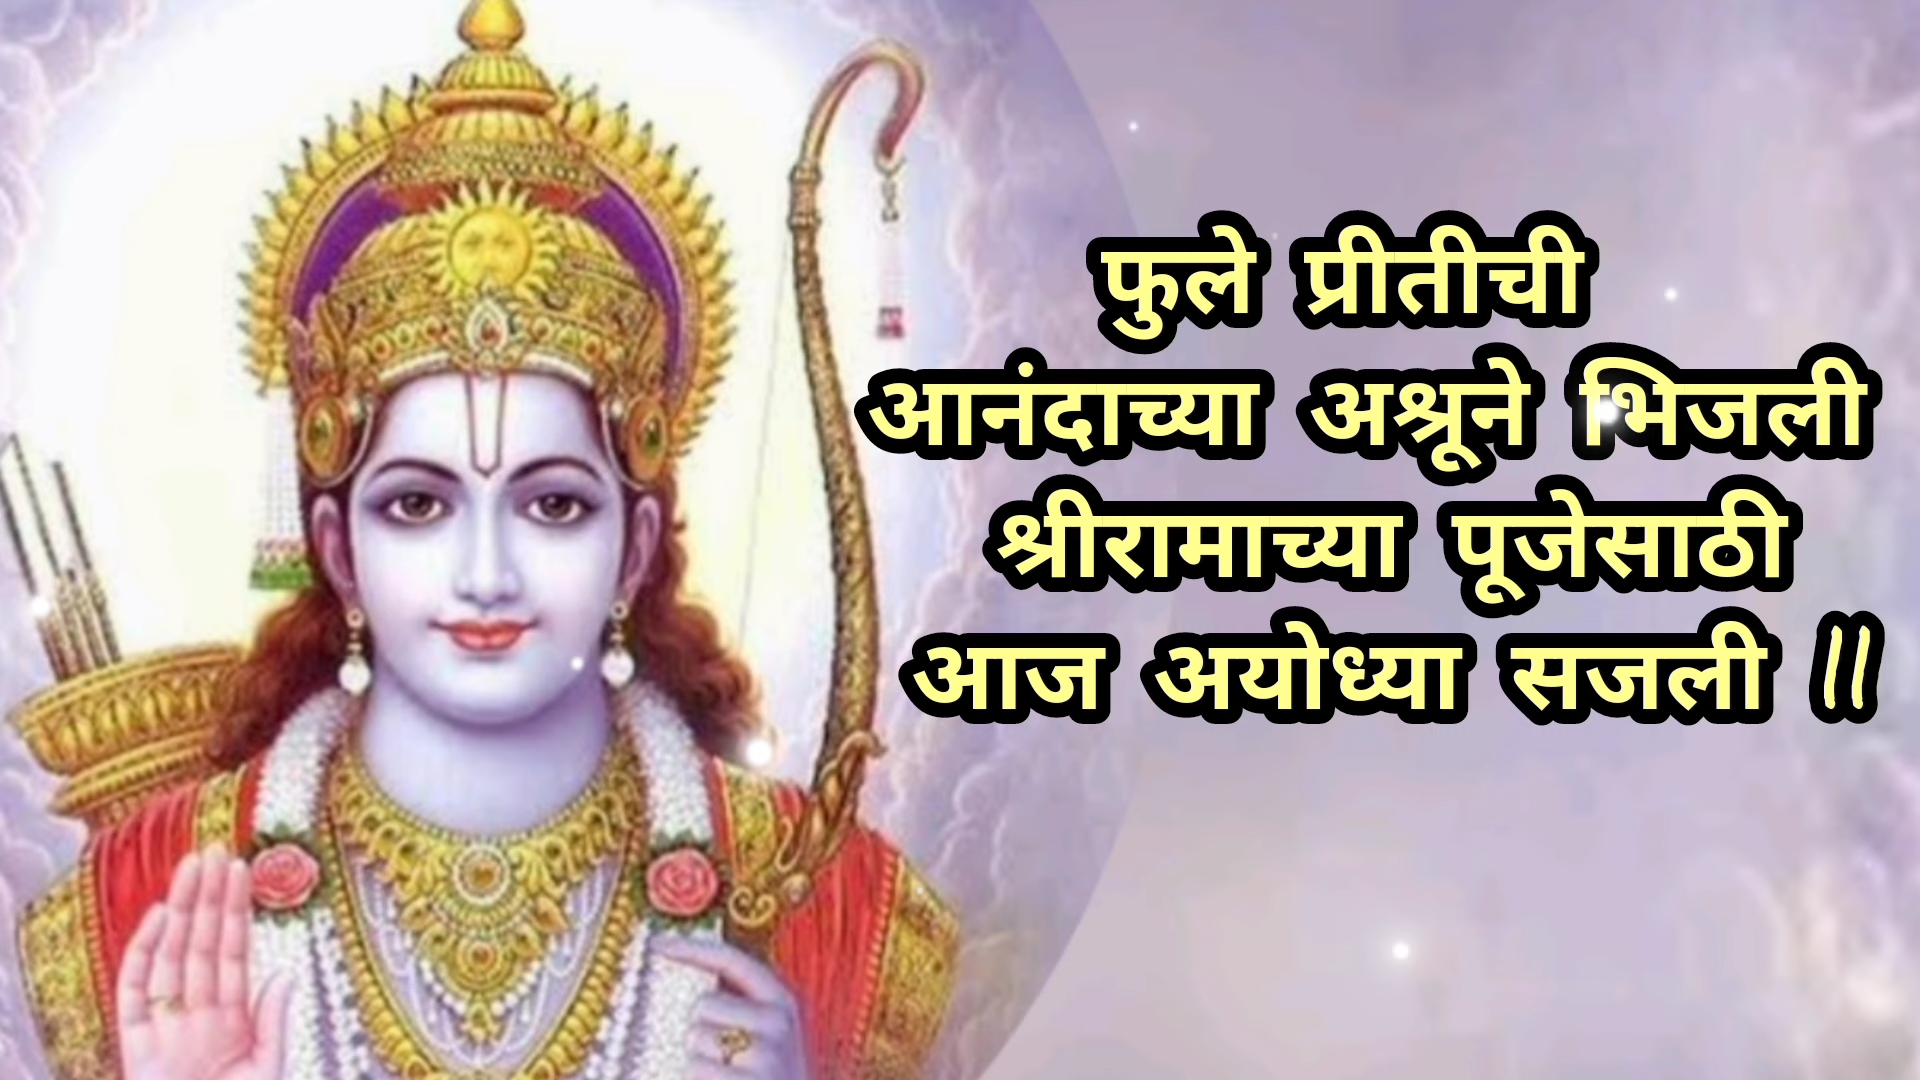 फुले प्रीतीची
आनंदाच्या अश्रूने भिजली
श्रीरामाच्या पूजेसाठी
आज अयोध्या सजली ॥